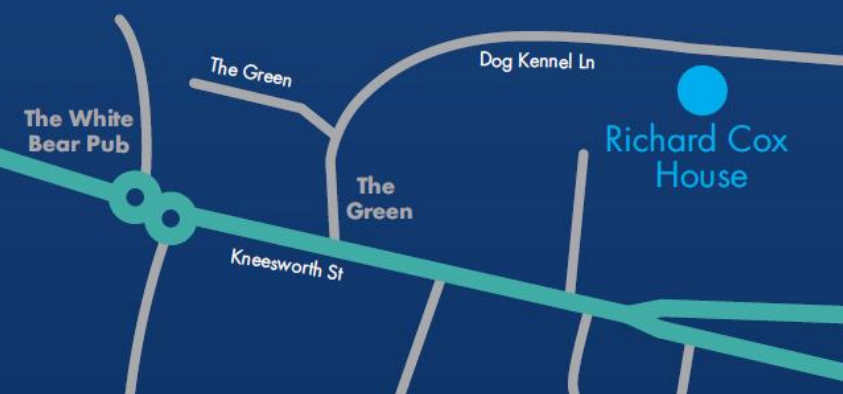 The Green
Dog Kennel Ln
The White
Bear Pub
Richard Cox
House
The
Green
Kneesworth St